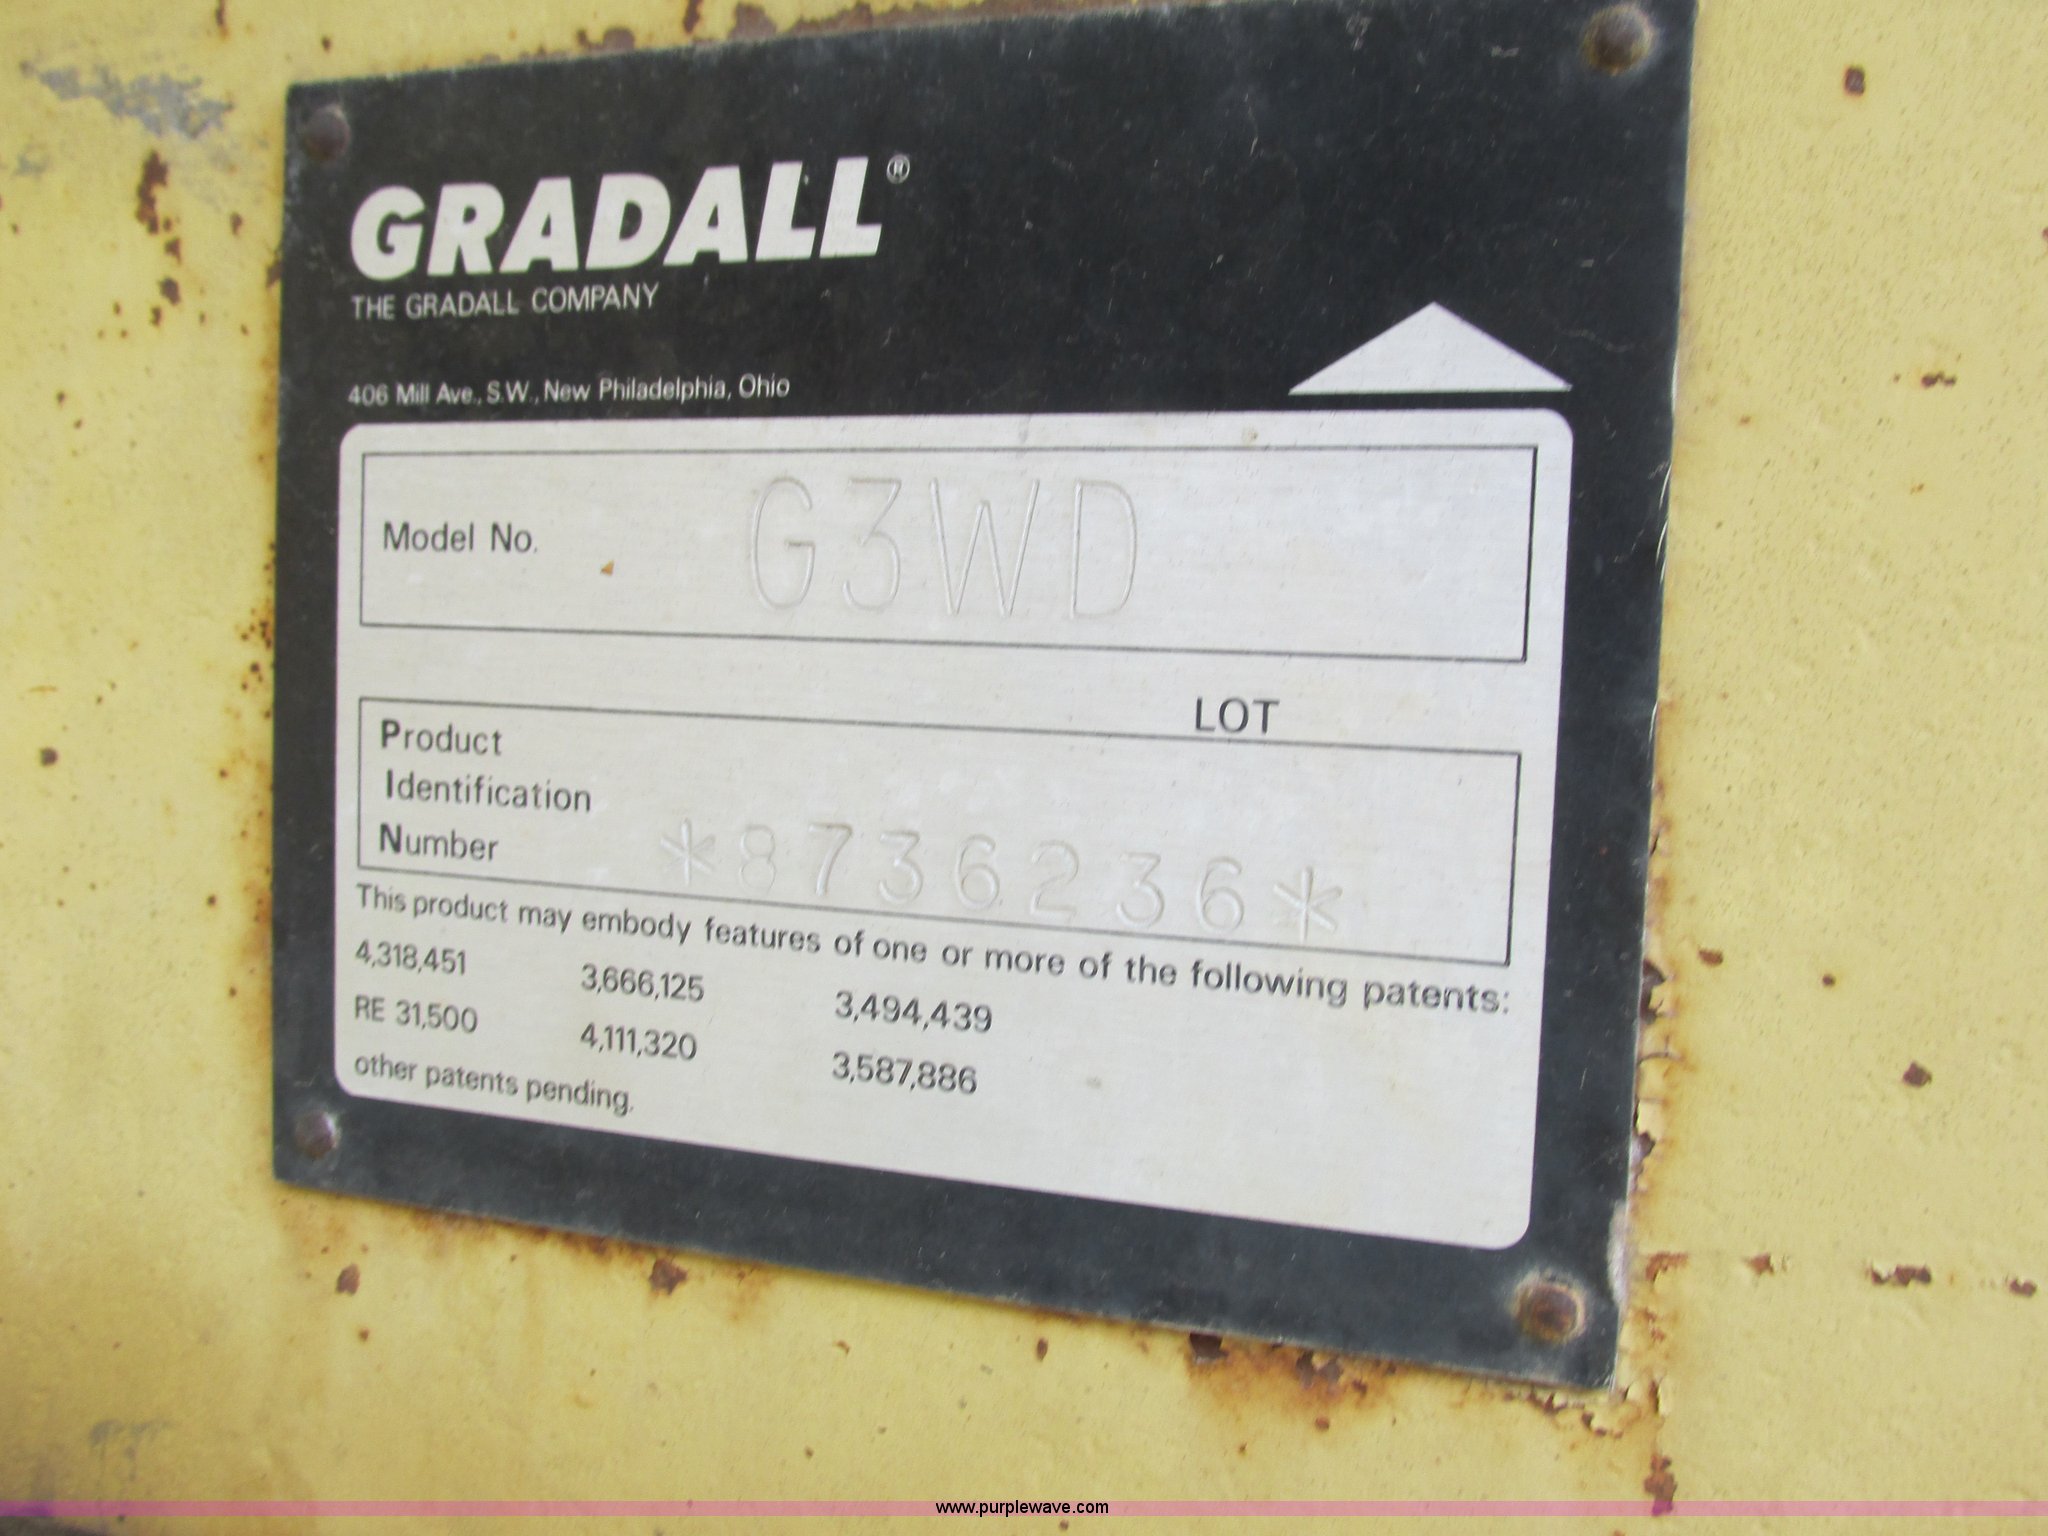 GRADALL®
THE GRADALL COMPANY
406 Mill Ave., S.W., New Philadelphia, Ohio
Model No. G3WD
LOT
Product
Identification
Number *8736236*
This product may embody features of one or more of the following patents:
4,318,451 3,666,125 3,494,439
RE 31,500 4,111,320 3,587,886
other patents pending.
www.purplewave.com